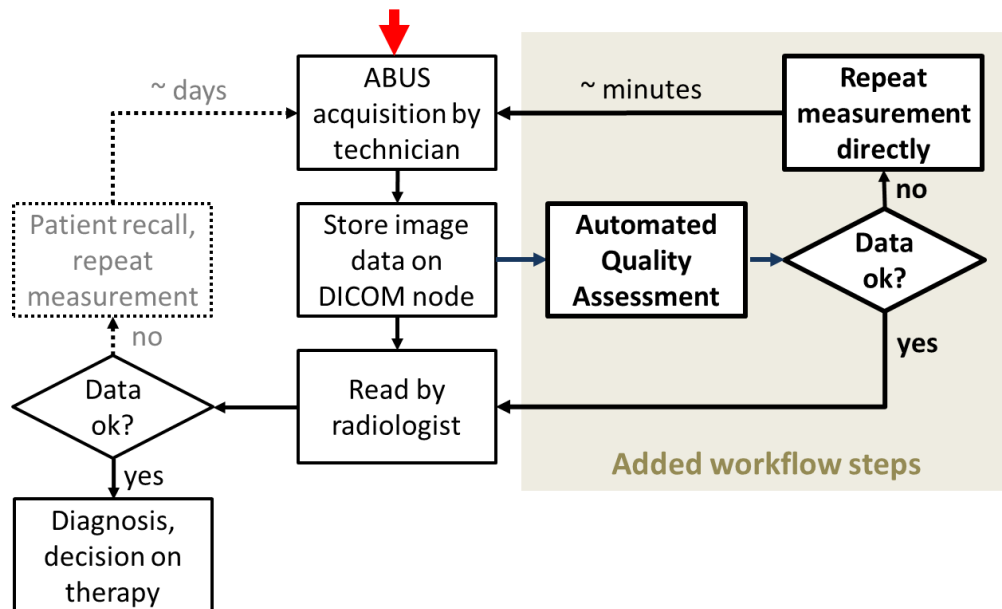 ABUS
acquisition by
technician
~ days
~ minutes
Repeat
measurement
directly
no
Patient recall,
repeat
measurement
Store image
data on
DICOM node
Automated
Quality
Assessment
Data
ok?
yes
no
Data
ok?
Read by
radiologist
Added workflow steps
yes
Diagnosis,
decision on
therapy